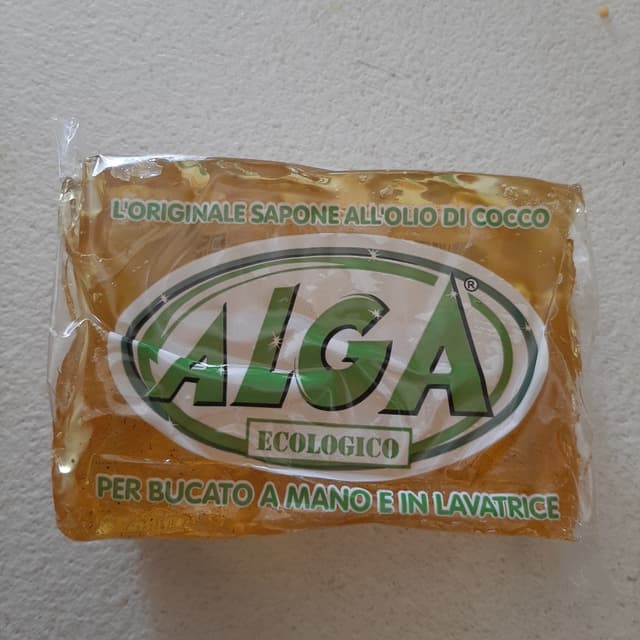 L'ORIGINALE SAPONE ALL'OLIO DI COCCO
ALGA®
ECOLOGICO
PER BUCATO A MANO E IN LAVATRICE